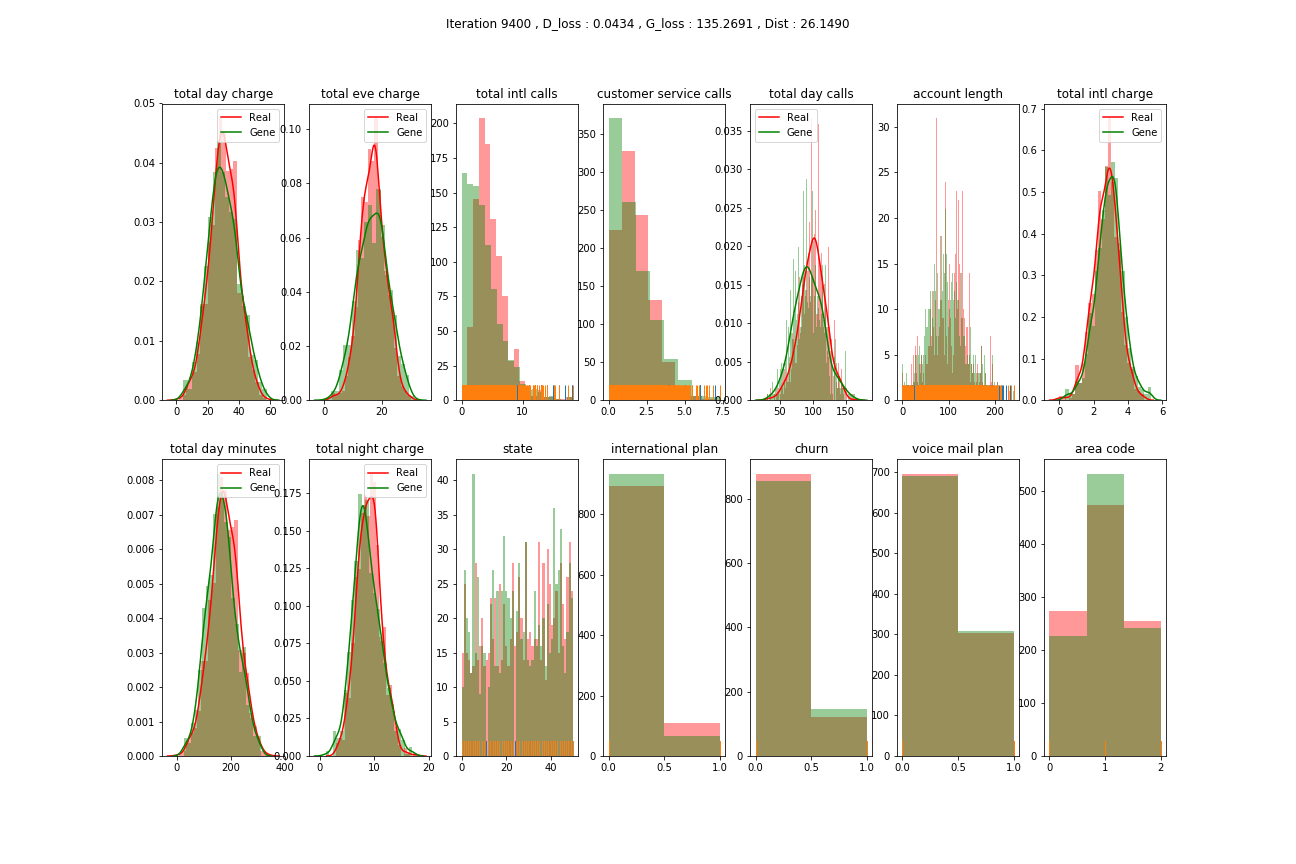 Iteration 9400 , D_loss : 0.0434 , G_loss : 135.2691 , Dist : 26.1490
total day charge
total eve charge
total intl calls
customer service calls
total day calls
account length
total intl charge
Real
Gene
Real
Gene
Real
Gene
Real
Gene
0.05
0.04
0.03
0.02
0.01
0.00
0 20 40 60
0.10
0.08
0.06
0.04
0.02
0
0 20
200
175
150
125
100
75
50
25
0
0 10
350
300
250
200
150
100
50
0
0.0 2.5 5.0 7.5
0.035
0.030
0.025
0.020
0.015
0.010
0.005
0.000
50 100 150
30
25
20
15
10
5
0
0 100 200
0.7
0.6
0.5
0.4
0.3
0.2
0.1
0.0
0 2 4 6
total day minutes
total night charge
state
international plan
churn
voice mail plan
area code
Real
Gene
Real
Gene
0.008
0.007
0.006
0.005
0.004
0.003
0.002
0.001
0.000
0 200 400
0.175
0.150
0.125
0.100
0.075
0.050
0.025
0.000
0 10 20
40
35
30
25
20
15
10
5
0
0 20 40
800
600
400
200
0
0.0 0.5 1.0
800
600
400
200
0
0.0 0.5 1.0
700
600
500
400
300
200
100
0
0.0 0.5 1.0
500
400
300
200
100
0
0 1 2